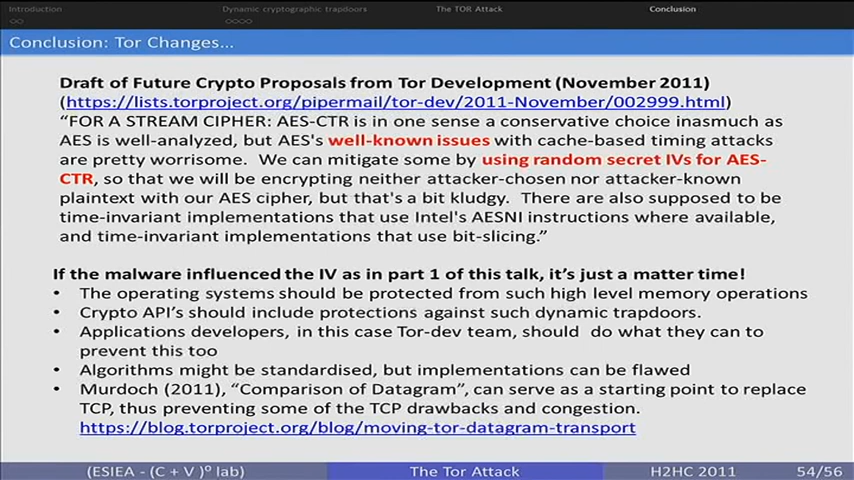 Introduction
Dynamic cryptographic trapdoors
The TOR Attack
Conclusion
Conclusion: Tor Changes...
Draft of Future Crypto Proposals from Tor Development (November 2011)
(https://lists.torproject.org/pipermail/tor-dev/2011-November/002999.html)
“FOR A STREAM CIPHER: AES-CTR is in one sense a conservative choice inasmuch as
AES is well-analyzed, but AES's well-known issues with cache-based timing attacks
are pretty worrisome. We can mitigate some by using random secret IVs for AES-
CTR, so that we will be encrypting neither attacker-chosen nor attacker-known
plaintext with our AES cipher, but that's a bit kludgy. There are also supposed to be
time-invariant implementations that use Intel's AESNI instructions where available,
and time-invariant implementations that use bit-slicing.”
If the malware influenced the IV as in part 1 of this talk, it’s just a matter time!
• The operating systems should be protected from such high level memory operations
• Crypto API’s should include protections against such dynamic trapdoors.
• Applications developers, in this case Tor-dev team, should do what they can to
prevent this too
• Algorithms might be standardised, but implementations can be flawed
• Murdoch (2011), “Comparison of Datagram”, can serve as a starting point to replace
TCP, thus preventing some of the TCP drawbacks and congestion.
https://blog.torproject.org/blog/moving-tor-datagram-transport
(ESIEA - (C + V )º lab)
The Tor Attack
H2HC 2011
54/56